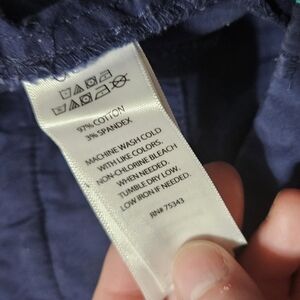 97% COTTON
3% SPANDEX
MACHINE WASH COLD
WITH LIKE COLORS,
NON-CHLORINE BLEACH
WHEN NEEDED.
TUMBLE DRY LOW.
LOW IRON IF NEEDED.
RN# 75343